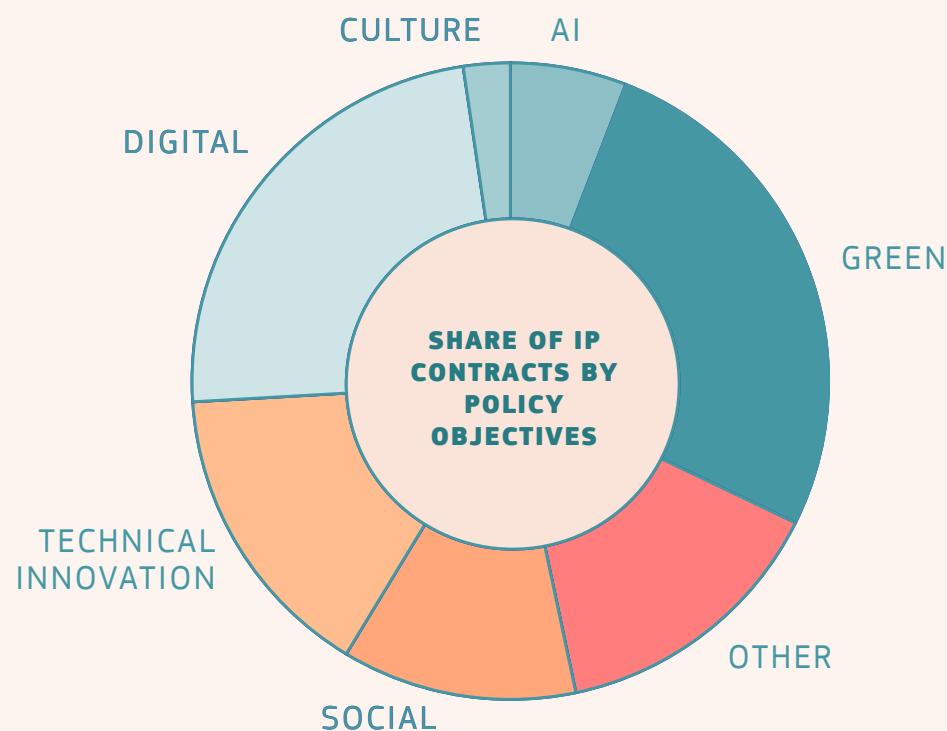 CULTURE
AI
DIGITAL
GREEN
SHARE OF IP
CONTRACTS BY
POLICY
OBJECTIVES
TECHNICAL
INNOVATION
OTHER
SOCIAL